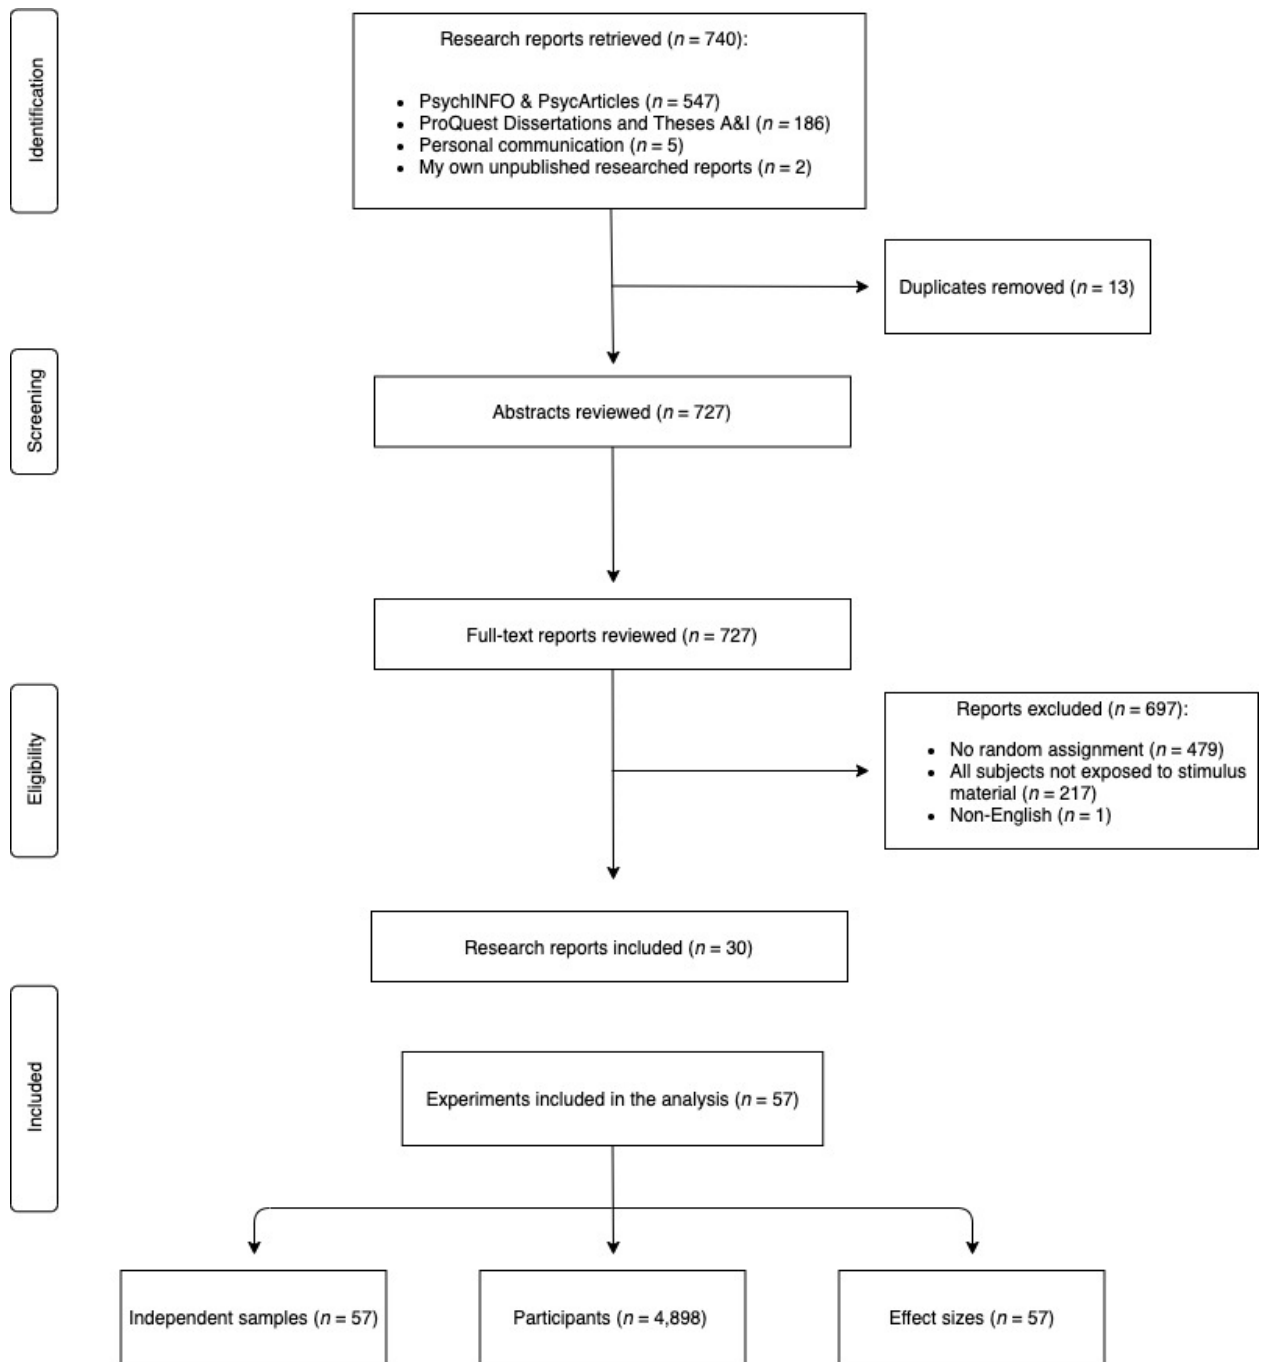 Identification
Research reports retrieved (n = 740):
• PsychINFO & PsycArticles (n = 547)
• ProQuest Dissertations and Theses A&I (n = 186)
• Personal communication (n = 5)
• My own unpublished researched reports (n = 2)
Duplicates removed (n = 13)
Screening
Abstracts reviewed (n = 727)
Full-text reports reviewed (n = 727)
Eligibility
Reports excluded (n = 697):
• No random assignment (n = 479)
• All subjects not exposed to stimulus
material (n = 217)
• Non-English (n = 1)
Research reports included (n = 30)
Included
Experiments included in the analysis (n = 57)
Independent samples (n = 57)
Participants (n = 4,898)
Effect sizes (n = 57)